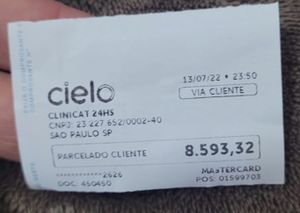 cielo
13/07/22 • 23:50
VIA CLIENTE
CLINICAT 24HS
CNPJ: 23.227.652/0002-40
SAO PAULO SP
PARCELADO CLIENTE 8.593,32
************2626 MASTERCARD
DOC: 450450 POS: 01599703